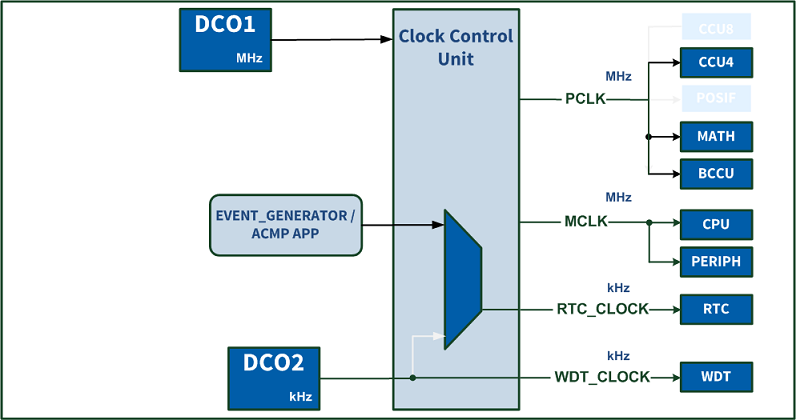 DCO1
MHz
Clock Control
Unit
CCU8
MHz
CCU4
PCLK
POSIF
MATH
BCCU
EVENT_GENERATOR /
ACMP APP
MHz
MCLK
CPU
PERIPH
kHz
RTC_CLOCK
RTC
DCO2
kHz
kHz
WDT_CLOCK
WDT